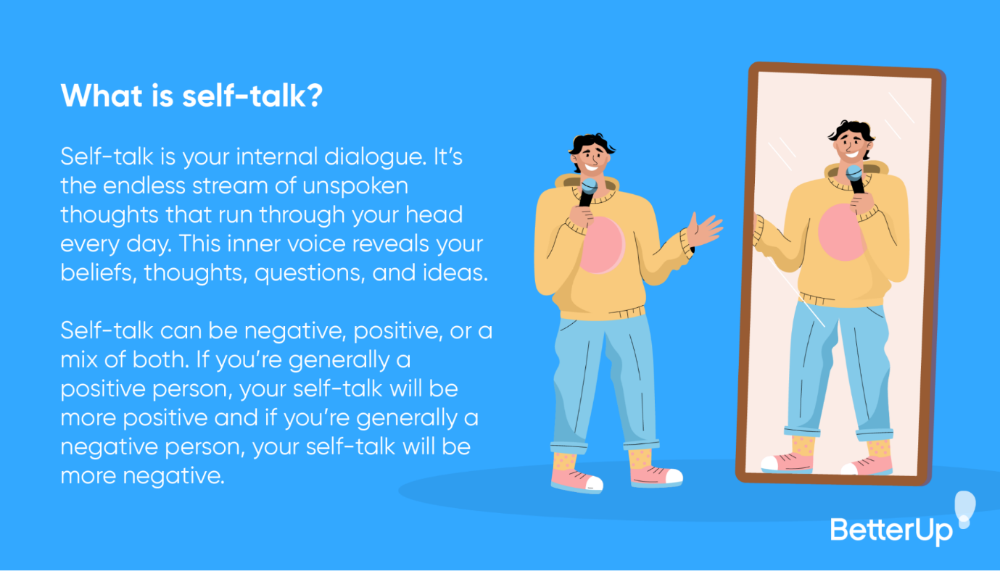 What is self-talk?
Self-talk is your internal dialogue. It’s
the endless stream of unspoken
thoughts that run through your head
every day. This inner voice reveals your
beliefs, thoughts, questions, and ideas.
Self-talk can be negative, positive, or a
mix of both. If you’re generally a
positive person, your self-talk will be
more positive and if you’re generally a
negative person, your self-talk will be
more negative.
BetterUp